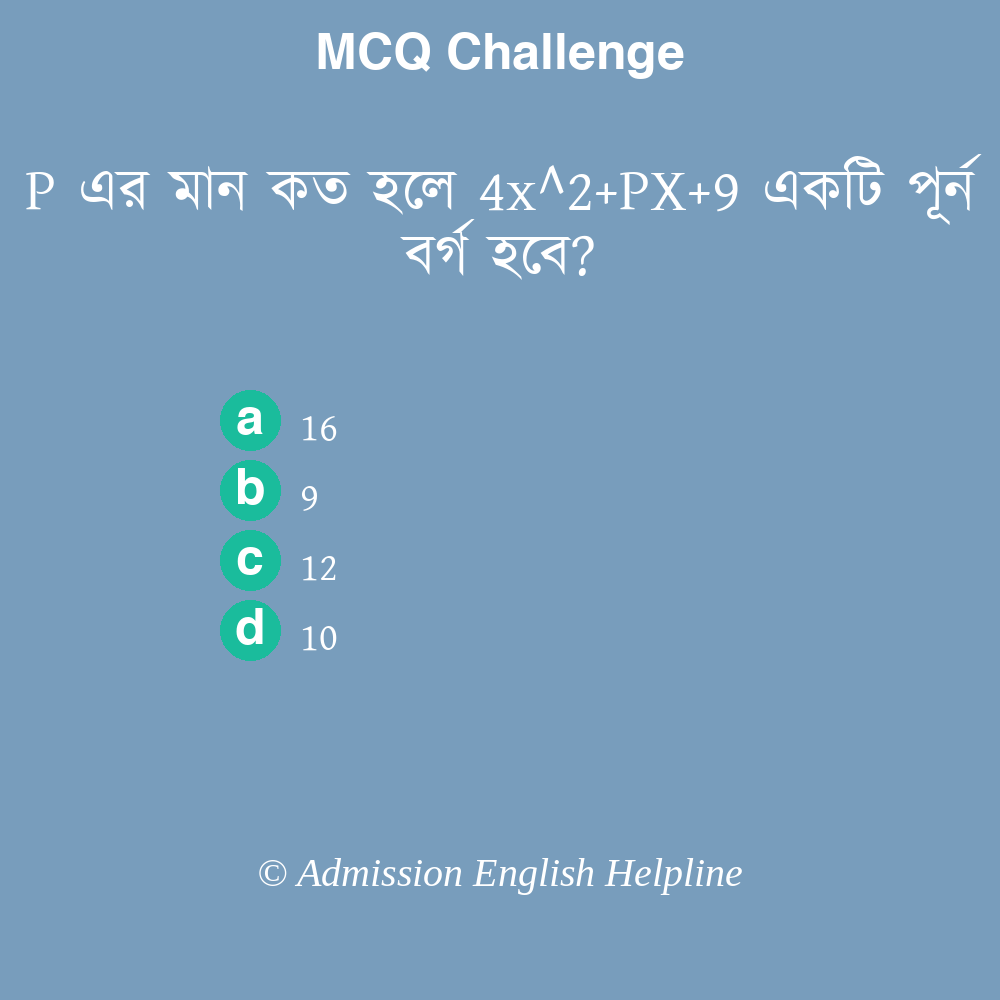 MCQ Challenge
P এর মান কত হলে 4x^2+PX+9 একটি পূর্ন
বর্গ হবে?
a 16
b 9
c 12
d 10
© Admission English Helpline